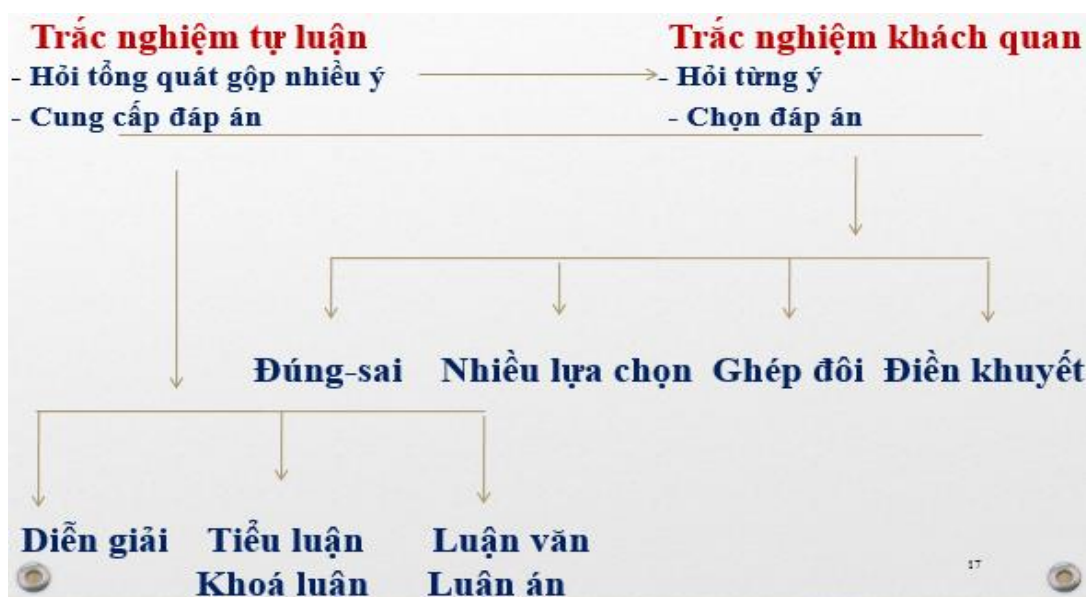 Trắc nghiệm tự luận
- Hỏi tổng quát gộp nhiều ý
- Cung cấp đáp án
Trắc nghiệm khách quan
- Hỏi từng ý
- Chọn đáp án
Đúng-sai Nhiều lựa chọn Ghép đôi Điền khuyết
Diễn giải Tiểu luận Luận văn
Khoá luân Luân án
17